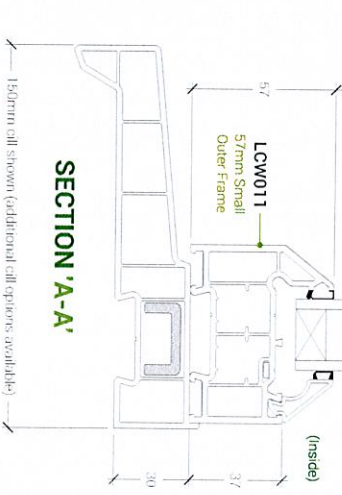 57
LCW011
57mm Small
Outer Frame
(Inside)
37
30
SECTION 'A-A'
150mm cill shown (additional cill options available)